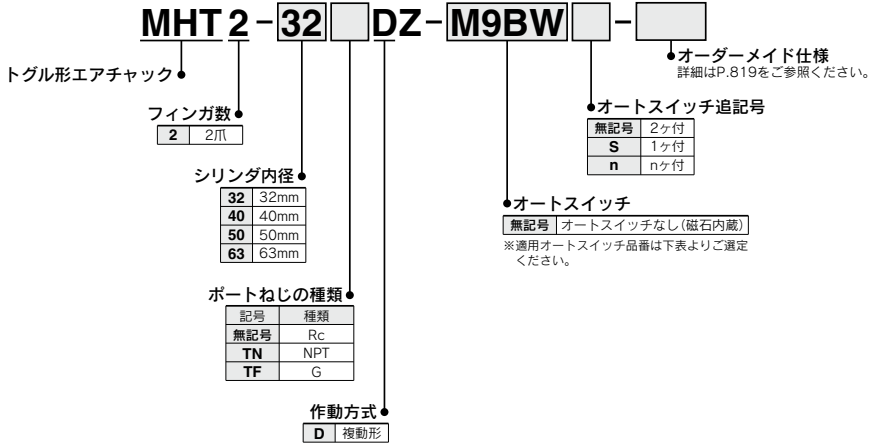 MHT 2-32 DZ-M9BW -
トグル形エアチャック
フィンガ数
2 2爪
シリンダ内径
32 32mm
40 40mm
50 50mm
63 63mm
ポートねじの種類
記号 種類
無記号 Rc
TN NPT
TF G
作動方式
D 複動形
オートスイッチ
無記号 オートスイッチなし(磁石内蔵)
※適用オートスイッチ品番は下表よりご選定
ください。
オートスイッチ追記号
無記号 2ヶ付
S 1ヶ付
n nヶ付
オーダーメイド仕様
詳細はP.819をご参照ください。